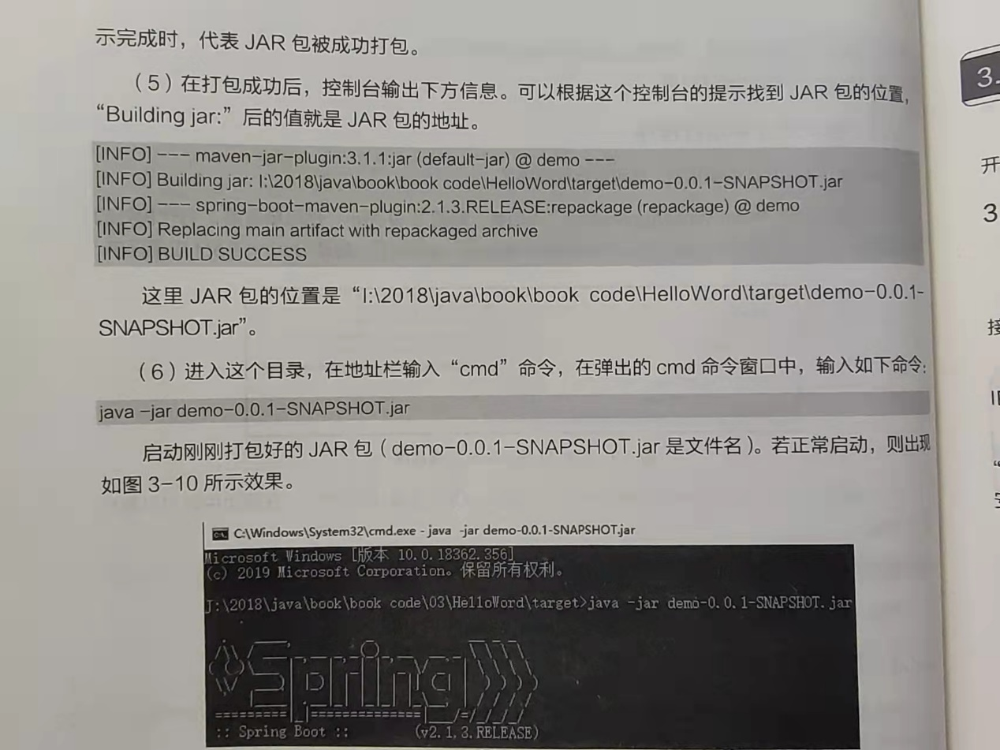 示完成时，代表 JAR 包被成功打包。
（5）在打包成功后，控制台输出下方信息。可以根据这个控制台的提示找到 JAR 包的位置，
“Building jar:”后的值就是 JAR 包的地址。
[INFO] --- maven-jar-plugin:3.1.1:jar (default-jar) @ demo ---
[INFO] Building jar: I:\2018\java\book\book code\HelloWord\target\demo-0.0.1-SNAPSHOT.jar
[INFO] --- spring-boot-maven-plugin:2.1.3.RELEASE:repackage (repackage) @ demo
[INFO] Replacing main artifact with repackaged archive
[INFO] BUILD SUCCESS
这里 JAR 包的位置是“I:\2018\java\book\book code\HelloWord\target\demo-0.0.1-
SNAPSHOT.jar”。
（6）进入这个目录，在地址栏输入“cmd”命令，在弹出的 cmd 命令窗口中，输入如下命令：
java -jar demo-0.0.1-SNAPSHOT.jar
启动刚刚打包好的 JAR 包（demo-0.0.1-SNAPSHOT.jar 是文件名）。若正常启动，则出现
如图 3-10 所示效果。
C:\Windows\System32\cmd.exe - java -jar demo-0.0.1-SNAPSHOT.jar
Microsoft Windows [版本 10.0.18362.356]
(c) 2019 Microsoft Corporation。保留所有权利。
J:\2018\java\book\book code\03\HelloWord\target>java -jar demo-0.0.1-SNAPSHOT.jar
Spring
:: Spring Boot :: (v2.1.3.RELEASE)
3.
开
3
接